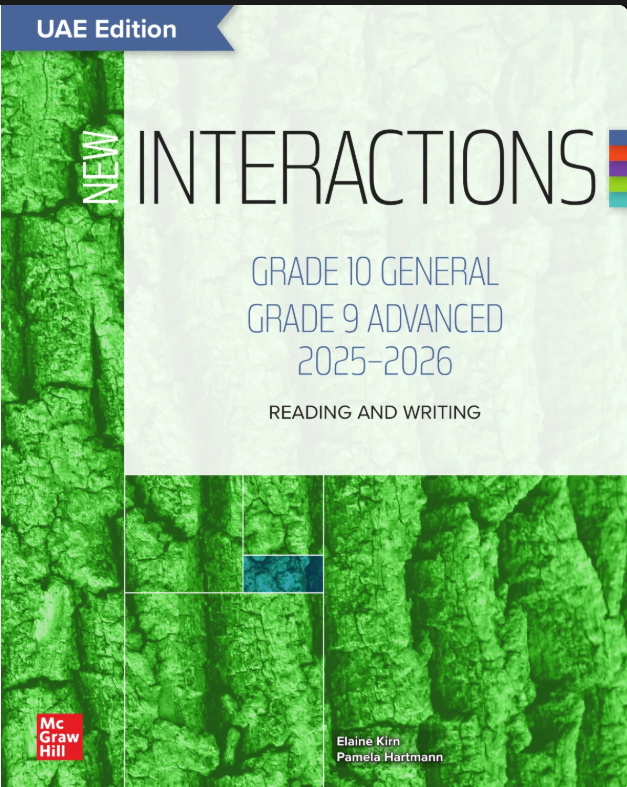 UAE Edition
NEW
INTERACTIONS
GRADE 10 GENERAL
GRADE 9 ADVANCED
2025–2026
READING AND WRITING
Mc
Graw
Hill
Elaine Kirn
Pamela Hartmann